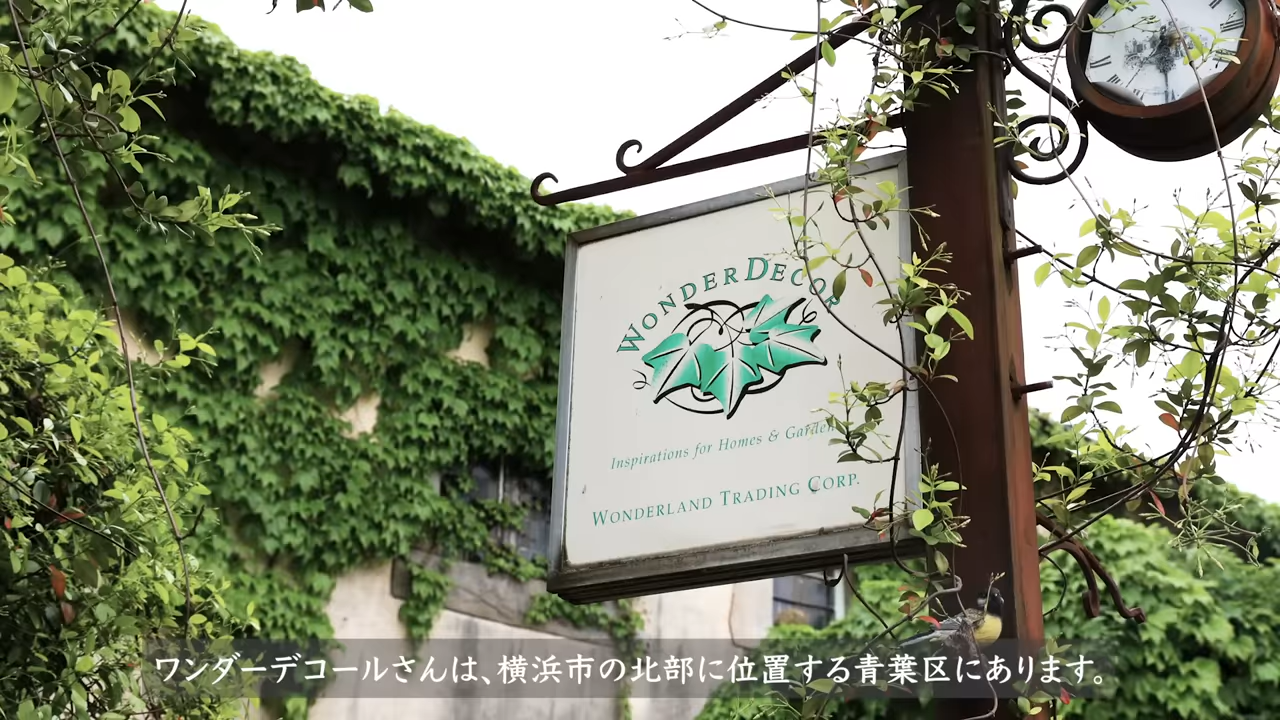 WONDERDECOR
Inspirations for Homes & Garden
WONDERLAND TRADING CORP.
ワンダーデコールさんは、横浜市の北部に位置する青葉区にあります。